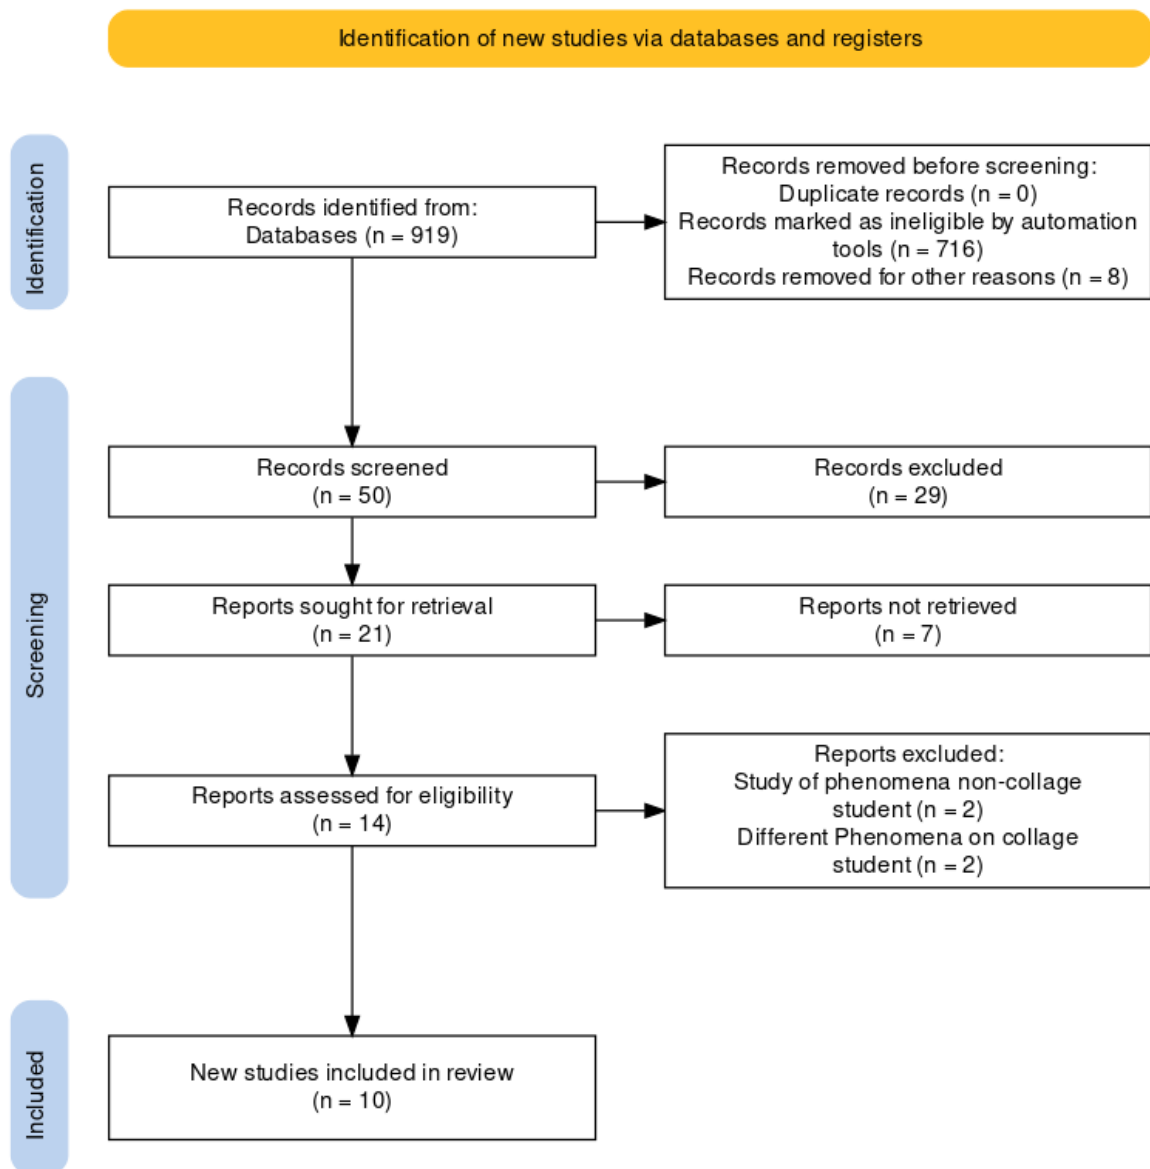 Identification of new studies via databases and registers
Identification
Records identified from:
Databases (n = 919)
Records removed before screening:
Duplicate records (n = 0)
Records marked as ineligible by automation
tools (n = 716)
Records removed for other reasons (n = 8)
Screening
Records screened
(n = 50)
Records excluded
(n = 29)
Reports sought for retrieval
(n = 21)
Reports not retrieved
(n = 7)
Reports assessed for eligibility
(n = 14)
Reports excluded:
Study of phenomena non-collage
student (n = 2)
Different Phenomena on collage
student (n = 2)
Included
New studies included in review
(n = 10)